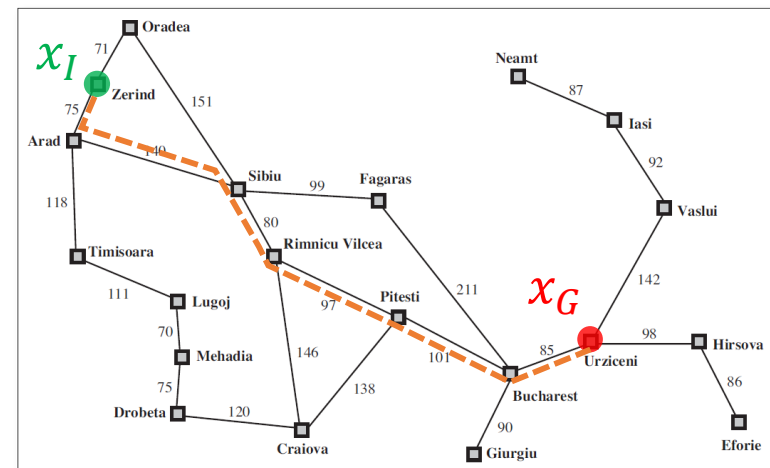 Oradea
71
Neamt
x_I
Zerind
87
75
151
Iasi
Arad
140
92
Sibiu
99
Fagaras
118
80
Vaslui
Rimnicu Vilcea
Timisoara
x_G
142
111
211
Lugoj
97
Pitesti
70
98
Hirsova
146
85
Mehadia
101
Urziceni
75
138
86
Bucharest
120
Drobeta
90
Craiova
Eforie
Giurgiu